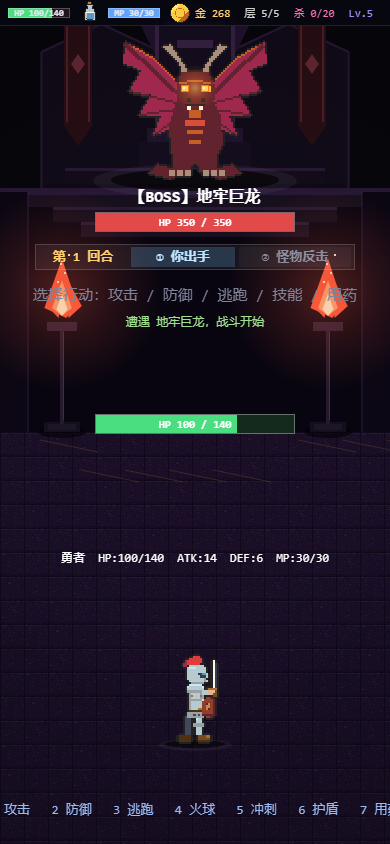 HP 100/140 MP 30/30 金 268 层 5/5 杀 0/20 Lv.5
【BOSS】地牢巨龙
HP 350 / 350
第·1 回合 ① 你出手 ② 怪物反击 ·
选择行动: 攻击 / 防御 / 逃跑 / 技能 用药
遭遇 地牢巨龙, 战斗开始
HP 100 / 140
勇者 HP:100/140 ATK:14 DEF:6 MP:30/30
攻击 2 防御 3 逃跑 4 火球 5 冲刺 6 护盾 7 用